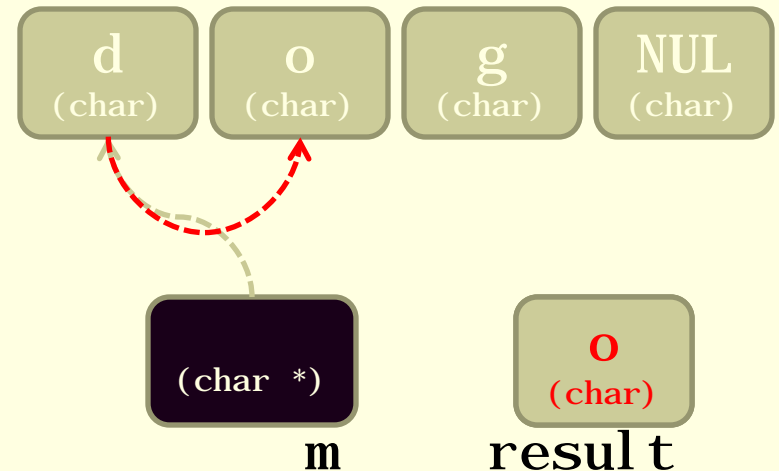 d o g NUL
(char) (char) (char) (char)
o
(char *) (char)
m result